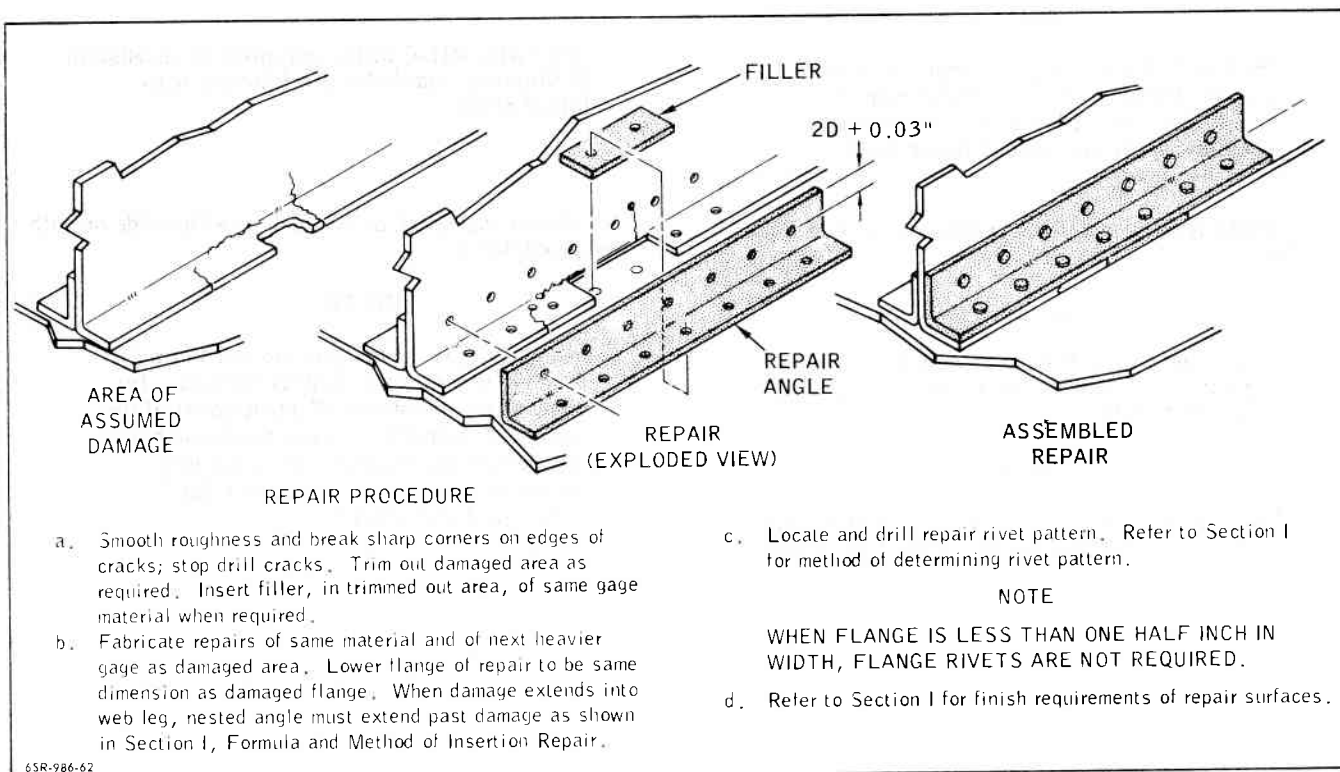 FILLER
2D + 0.03"
AREA OF
ASSUMED
DAMAGE
REPAIR
ANGLE
REPAIR
(EXPLODED VIEW)
ASSEMBLED
REPAIR
REPAIR PROCEDURE
a. Smooth roughness and break sharp corners on edges of
cracks; stop drill cracks. Trim out damaged area as
required. Insert filler, in trimmed out area, of same gage
material when required.
b. Fabricate repairs of same material and of next heavier
gage as damaged area. Lower flange of repair to be same
dimension as damaged flange. When damage extends into
web leg, nested angle must extend past damage as shown
in Section I, Formula and Method of Insertion Repair.
c. Locate and drill repair rivet pattern. Refer to Section I
for method of determining rivet pattern.
NOTE
WHEN FLANGE IS LESS THAN ONE HALF INCH IN
WIDTH, FLANGE RIVETS ARE NOT REQUIRED.
d. Refer to Section I for finish requirements of repair surfaces.
6SR-986-62